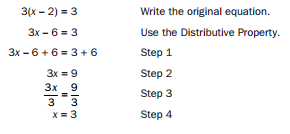 3(x – 2) = 3 Write the original equation.
3x – 6 = 3 Use the Distributive Property.
3x – 6 + 6 = 3 + 6 Step 1
3x = 9 Step 2
3x/3 = 9/3 Step 3
x = 3 Step 4